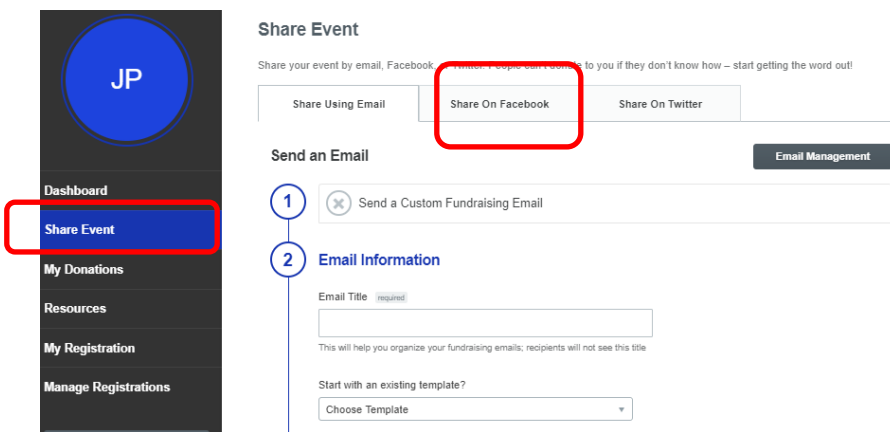 JP
Dashboard
Share Event
My Donations
Resources
My Registration
Manage Registrations
Share Event
Share your event by email, Facebook, or Twitter. People can't donate to you if they don't know how – start getting the word out!
Share Using Email
Share On Facebook
Share On Twitter
Send an Email
Email Management
1
Send a Custom Fundraising Email
2
Email Information
Email Title required
This will help you organize your fundraising emails; recipients will not see this title
Start with an existing template?
Choose Template